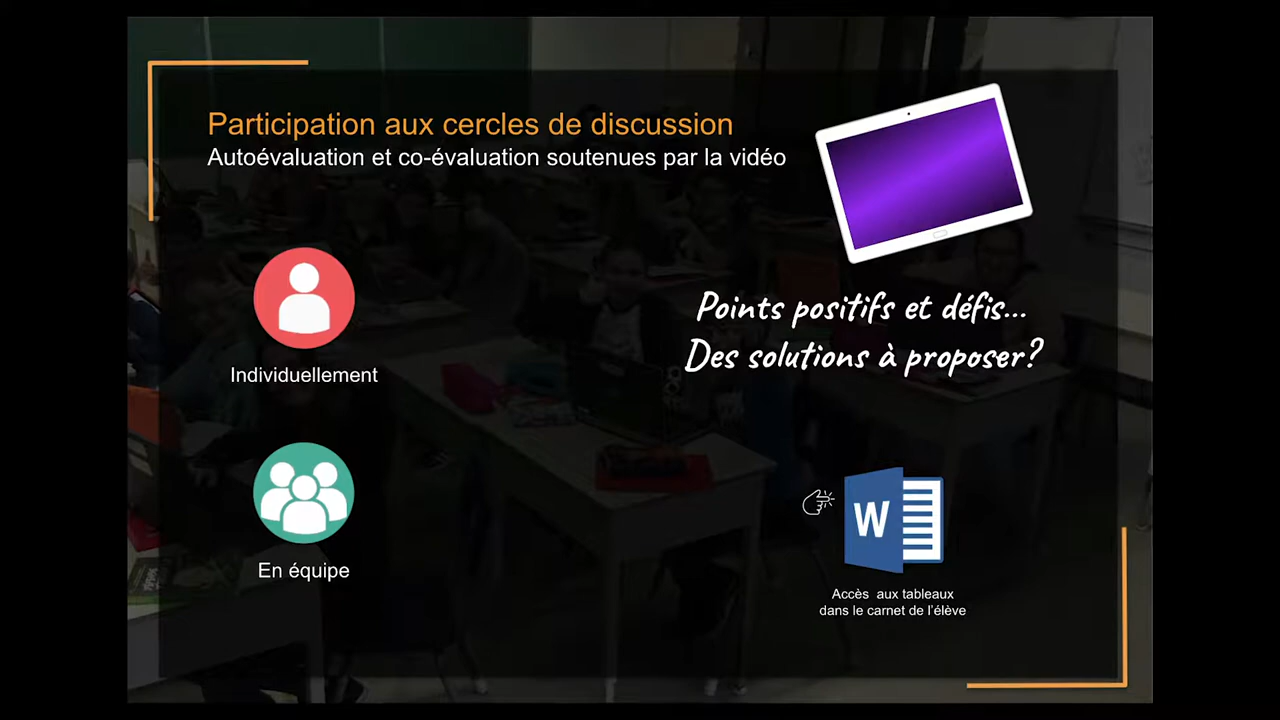 Participation aux cercles de discussion
Autoévaluation et co-évaluation soutenues par la vidéo
Individuellement
Points positifs et défis...
Des solutions à proposer?
En équipe
W
Accès aux tableaux
dans le carnet de l'élève